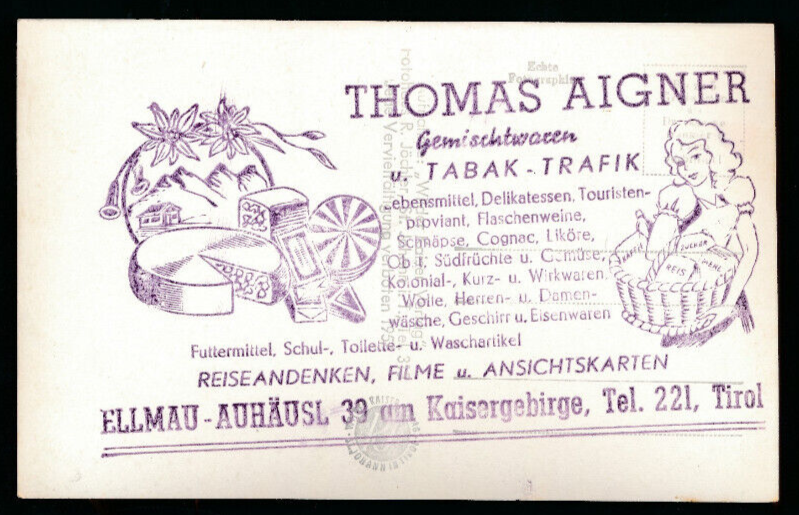 Echte
Fotographie
THOMAS AIGNER
Gemischtwaren
u. TABAK - TRAFIK
Lebensmittel, Delikatessen, Touristen-
proviant, Flaschenweine,
Schnäpse, Cognac, Liköre,
Obst, Südfrüchte u. Gemüse,
Kolonial-, Kurz- u. Wirkwaren,
Wolle, Herren- u. Damen-
wäsche, Geschirr u. Eisenwaren
KAFFEE
ZUCKER
REIS
MEHL
Futtermittel, Schul-, Toilette- u. Waschartikel
REISEANDENKEN, FILME u. ANSICHTSKARTEN
ELLMAU - AUHÄUSL 39 am Kaisergebirge, Tel. 221, Tirol